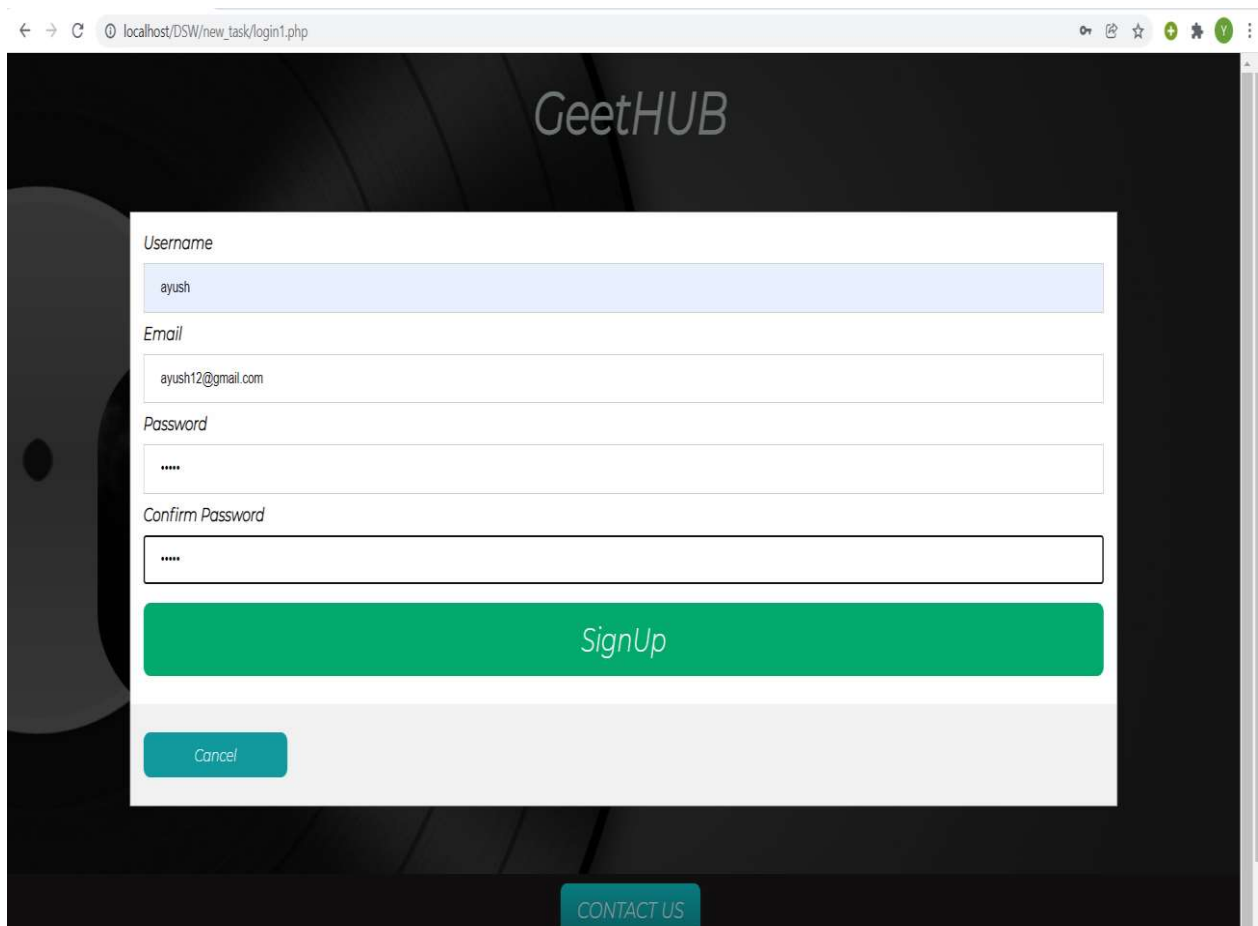 localhost/DSW/new_task/login1.php
Y
GeetHUB
Username
ayush
Email
ayush12@gmail.com
Password
•••••
Confirm Password
•••••
SignUp
Cancel
CONTACT US